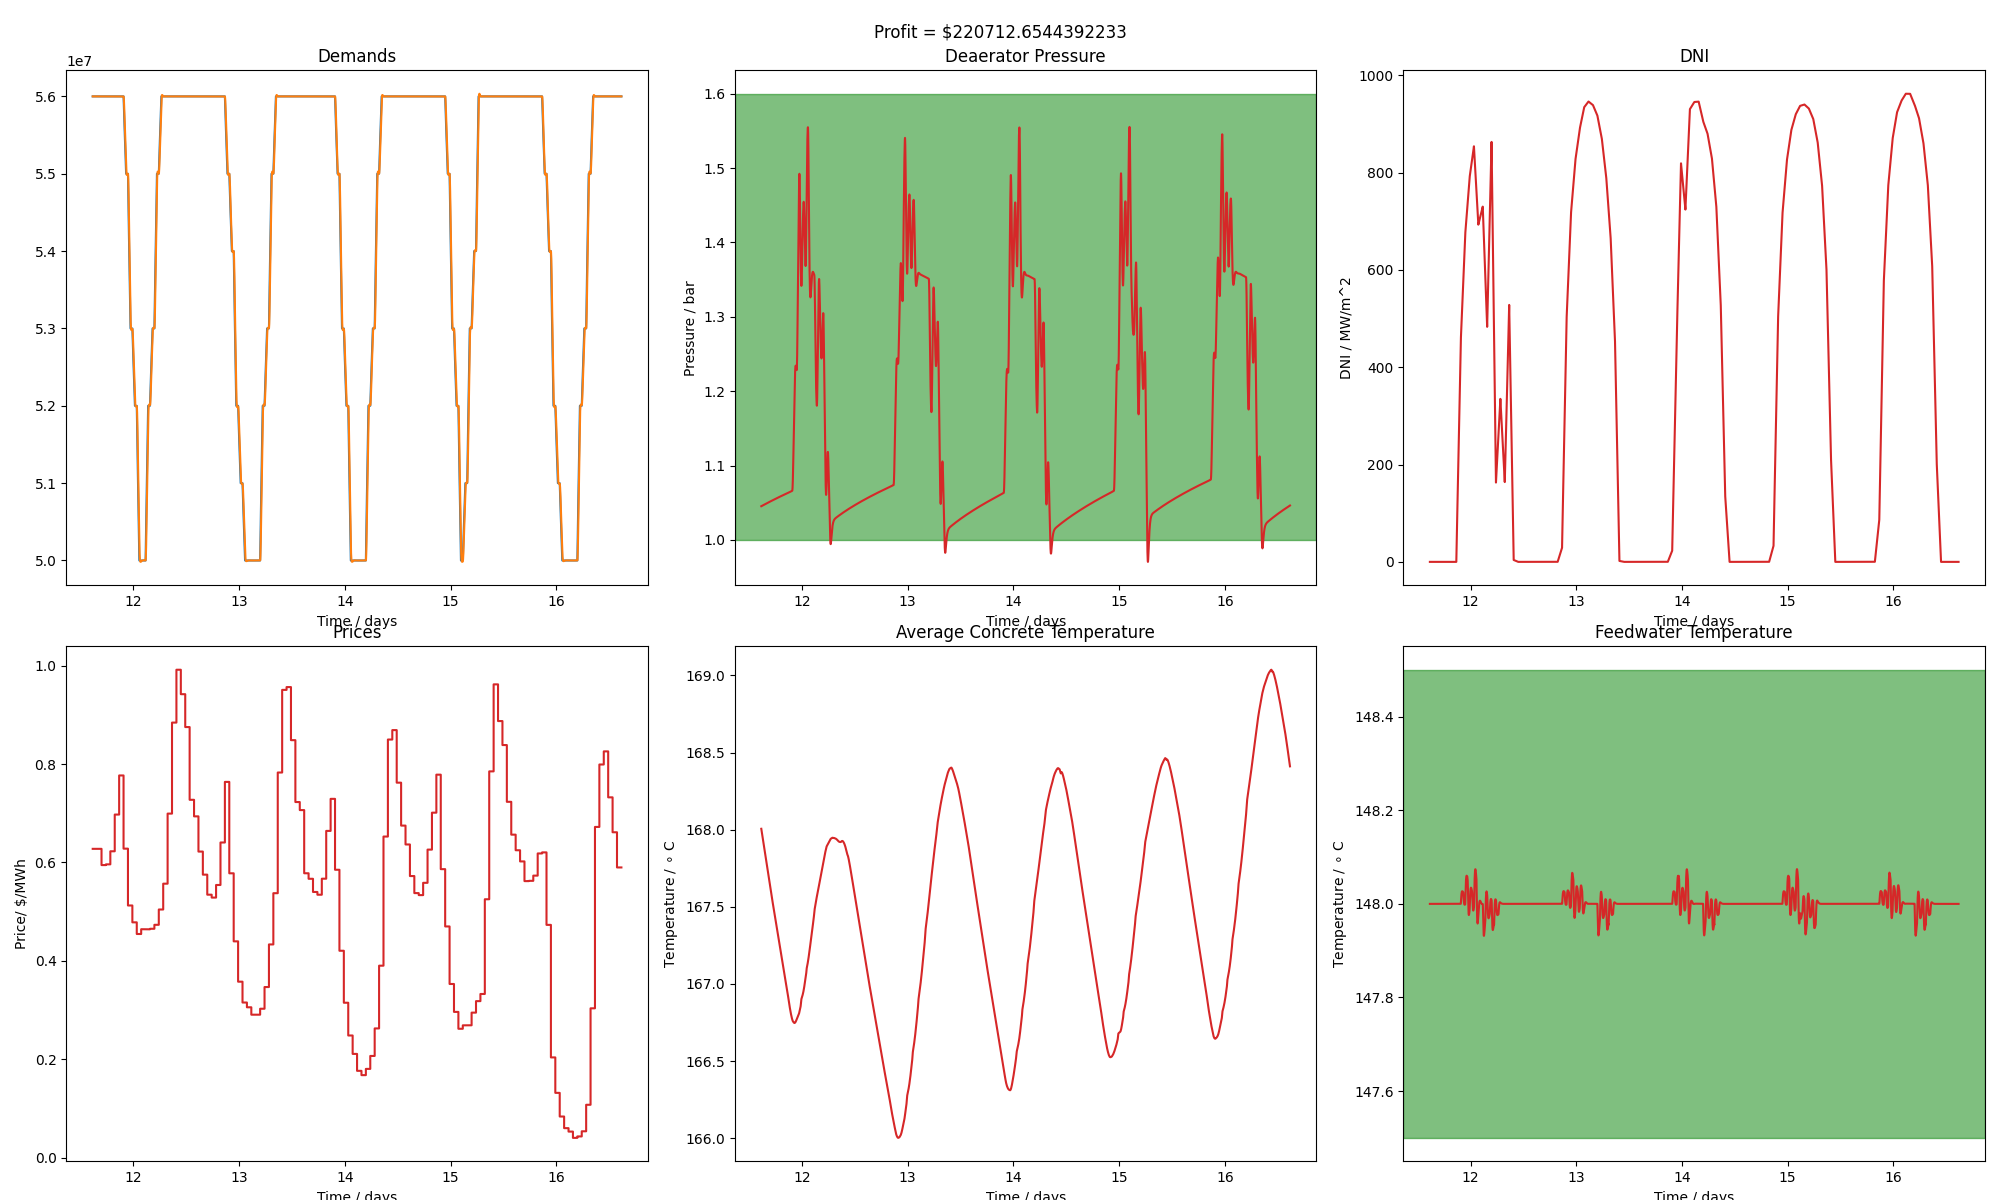 Profit = $220712.6544392233
Demands
1e7
5.6
5.5
5.4
5.3
5.2
5.1
5.0
12 13 14 15 16
Time / days
Deaerator Pressure
Pressure / bar
1.6
1.5
1.4
1.3
1.2
1.1
1.0
12 13 14 15 16
Time / days
DNI
DNI / MW/m^2
1000
800
600
400
200
0
12 13 14 15 16
Time / days
Prices
Price/ $/MWh
1.0
0.8
0.6
0.4
0.2
0.0
12 13 14 15 16
Time / days
Average Concrete Temperature
Temperature / ∘ C
169.0
168.5
168.0
167.5
167.0
166.5
166.0
12 13 14 15 16
Time / days
Feedwater Temperature
Temperature / ∘ C
148.4
148.2
148.0
147.8
147.6
12 13 14 15 16
Time / days